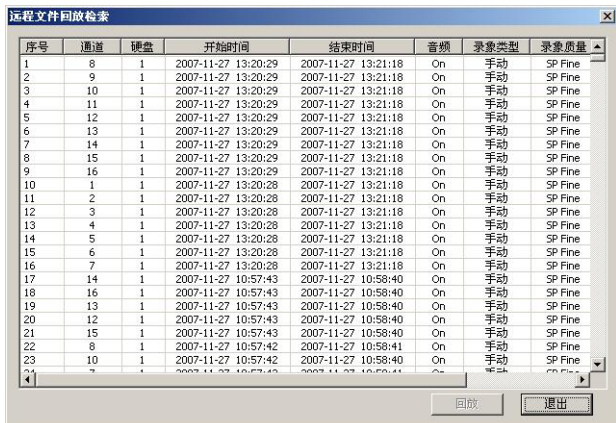 远程文件回放检索
序号 通道 硬盘 开始时间 结束时间 音频 录象类型 录象质量
1 8 1 2007-11-27 13:20:29 2007-11-27 13:21:18 On 手动 SP Fine
2 9 1 2007-11-27 13:20:29 2007-11-27 13:21:18 On 手动 SP Fine
3 10 1 2007-11-27 13:20:29 2007-11-27 13:21:18 On 手动 SP Fine
4 11 1 2007-11-27 13:20:29 2007-11-27 13:21:18 On 手动 SP Fine
5 12 1 2007-11-27 13:20:29 2007-11-27 13:21:18 On 手动 SP Fine
6 13 1 2007-11-27 13:20:29 2007-11-27 13:21:18 On 手动 SP Fine
7 14 1 2007-11-27 13:20:29 2007-11-27 13:21:18 On 手动 SP Fine
8 15 1 2007-11-27 13:20:29 2007-11-27 13:21:18 On 手动 SP Fine
9 16 1 2007-11-27 13:20:29 2007-11-27 13:21:18 On 手动 SP Fine
10 1 1 2007-11-27 13:20:28 2007-11-27 13:21:18 On 手动 SP Fine
11 2 1 2007-11-27 13:20:28 2007-11-27 13:21:18 On 手动 SP Fine
12 3 1 2007-11-27 13:20:28 2007-11-27 13:21:18 On 手动 SP Fine
13 4 1 2007-11-27 13:20:28 2007-11-27 13:21:18 On 手动 SP Fine
14 5 1 2007-11-27 13:20:28 2007-11-27 13:21:18 On 手动 SP Fine
15 6 1 2007-11-27 13:20:28 2007-11-27 13:21:18 On 手动 SP Fine
16 7 1 2007-11-27 13:20:28 2007-11-27 13:21:18 On 手动 SP Fine
17 14 1 2007-11-27 10:57:43 2007-11-27 10:58:40 On 手动 SP Fine
18 16 1 2007-11-27 10:57:43 2007-11-27 10:58:40 On 手动 SP Fine
19 13 1 2007-11-27 10:57:43 2007-11-27 10:58:40 On 手动 SP Fine
20 12 1 2007-11-27 10:57:43 2007-11-27 10:58:40 On 手动 SP Fine
21 15 1 2007-11-27 10:57:43 2007-11-27 10:58:40 On 手动 SP Fine
22 8 1 2007-11-27 10:57:42 2007-11-27 10:58:41 On 手动 SP Fine
23 10 1 2007-11-27 10:57:42 2007-11-27 10:58:40 On 手动 SP Fine
回放 退出